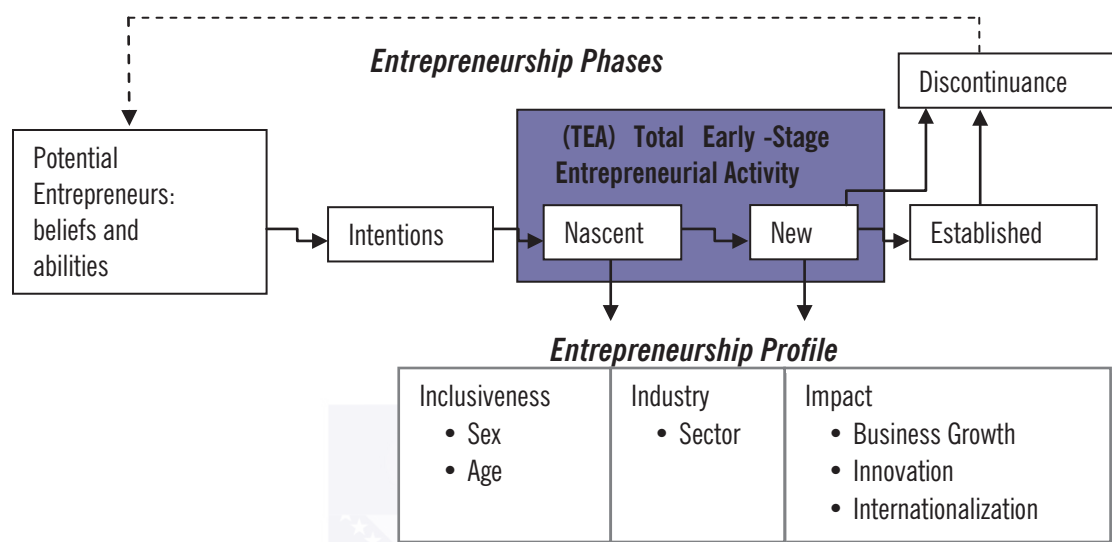 Entrepreneurship Phases
Discontinuance
(TEA) Total Early -Stage
Entrepreneurial Activity
Potential
Entrepreneurs:
beliefs and
abilities
Intentions
Nascent
New
Established
Entrepreneurship Profile
Inclusiveness
• Sex
• Age
Industry
• Sector
Impact
• Business Growth
• Innovation
• Internationalization